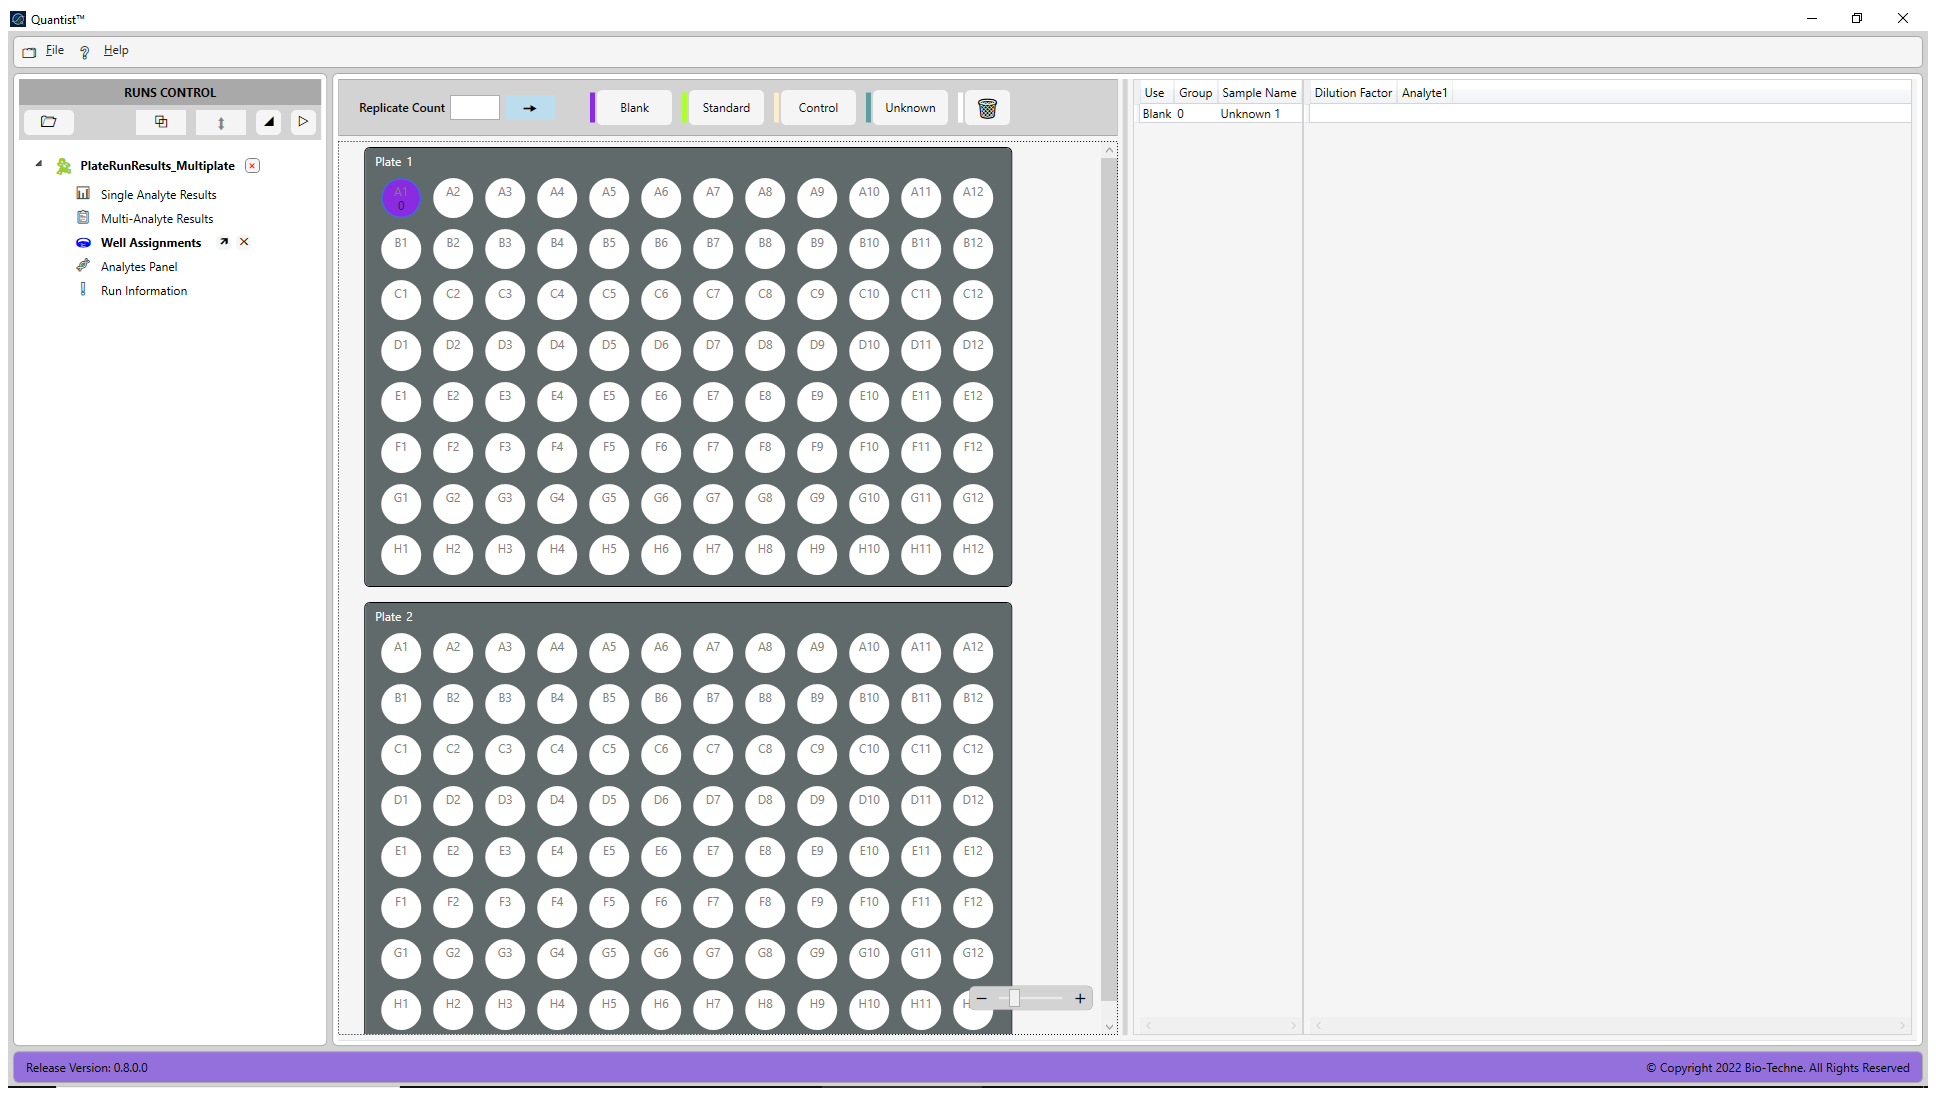 Quantist™
File Help
RUNS CONTROL
PlateRunResults_Multiplate
Single Analyte Results
Multi-Analyte Results
Well Assignments
Analytes Panel
Run Information
Replicate Count Blank Standard Control Unknown
Plate 1
A1 A2 A3 A4 A5 A6 A7 A8 A9 A10 A11 A12
0
B1 B2 B3 B4 B5 B6 B7 B8 B9 B10 B11 B12
C1 C2 C3 C4 C5 C6 C7 C8 C9 C10 C11 C12
D1 D2 D3 D4 D5 D6 D7 D8 D9 D10 D11 D12
E1 E2 E3 E4 E5 E6 E7 E8 E9 E10 E11 E12
F1 F2 F3 F4 F5 F6 F7 F8 F9 F10 F11 F12
G1 G2 G3 G4 G5 G6 G7 G8 G9 G10 G11 G12
H1 H2 H3 H4 H5 H6 H7 H8 H9 H10 H11 H12
Plate 2
A1 A2 A3 A4 A5 A6 A7 A8 A9 A10 A11 A12
B1 B2 B3 B4 B5 B6 B7 B8 B9 B10 B11 B12
C1 C2 C3 C4 C5 C6 C7 C8 C9 C10 C11 C12
D1 D2 D3 D4 D5 D6 D7 D8 D9 D10 D11 D12
E1 E2 E3 E4 E5 E6 E7 E8 E9 E10 E11 E12
F1 F2 F3 F4 F5 F6 F7 F8 F9 F10 F11 F12
G1 G2 G3 G4 G5 G6 G7 G8 G9 G10 G11 G12
H1 H2 H3 H4 H5 H6 H7 H8 H9 H10 H11 H
Use Group Sample Name Dilution Factor Analyte1
Blank 0 Unknown 1
Release Version: 0.8.0.0
© Copyright 2022 Bio-Techne. All Rights Reserved